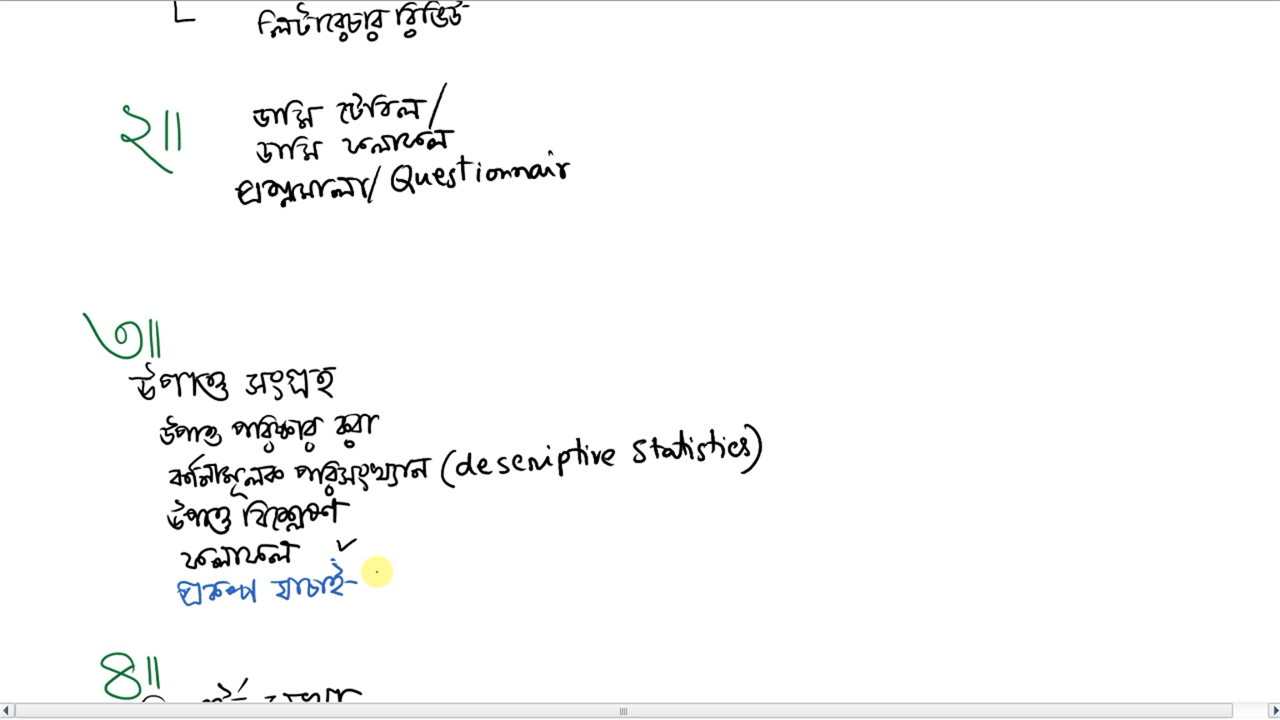 লিটারেচার রিভিউ
২॥
ডামি টেবিল/
ডামি ফলাফল
প্রশ্নমালা/ Questionnair
৩॥
উপাত্ত সংগ্রহ
উপাত্ত পরিষ্কার করা
বর্ণনামূলক পরিসংখ্যান (descriptive statistics)
উপাত্ত বিশ্লেষণ
ফলাফল ✓
প্রকল্প যাচাই-
৪॥